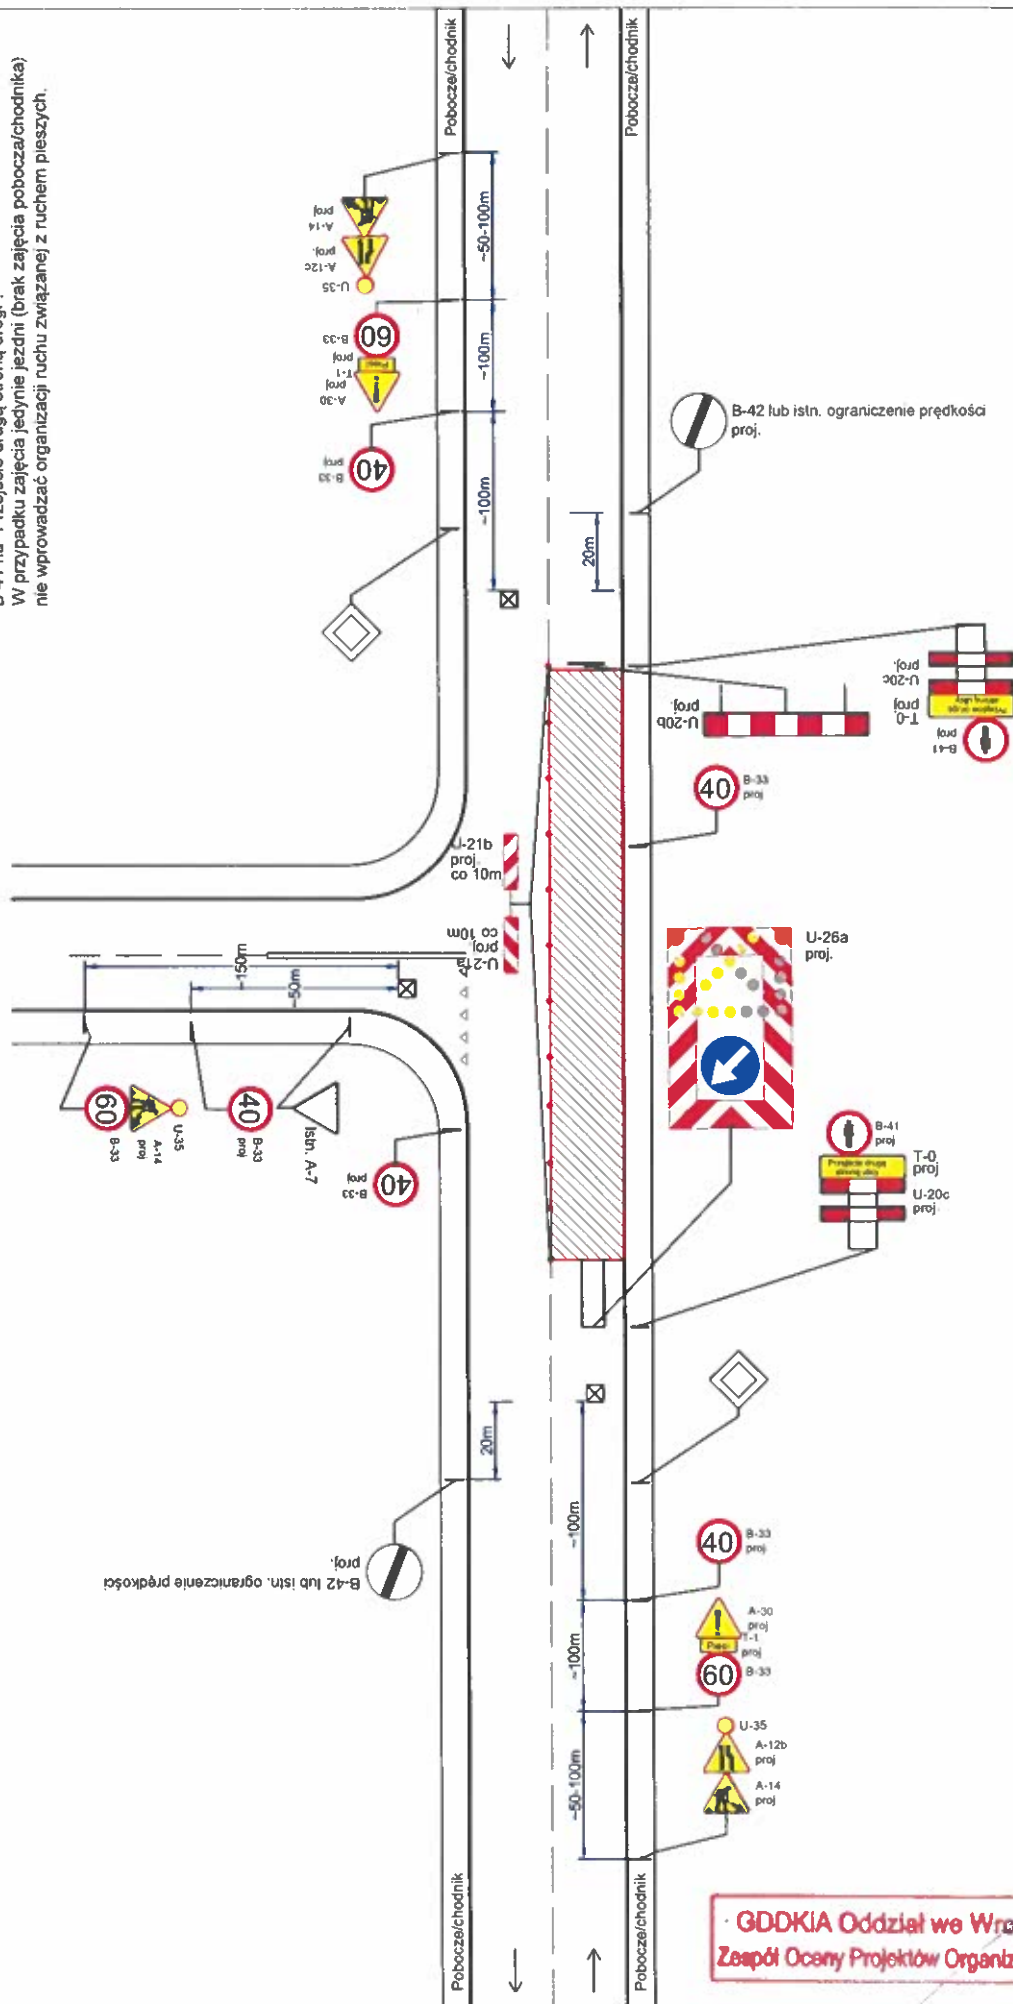 W przypadku zajęcia jedynie jezdni (brak zajęcia pobocza/chodnika)
nie wprowadzać organizacji ruchu związanej z ruchem pieszych.
Pobocze/chodnik
Pobocze/chodnik
A-14
proj
A-12c
proj.
U-35
~50-100m
B-33
60
Piesi
T-1
proj
A-30
proj
~100m
40
B-33
proj
~100m
B-42 lub istn. ograniczenie prędkości
proj.
20m
U-20c
proj.
T-0
proj
B-41
proj
U-20b
proj.
40
B-33
proj
U-21b
proj.
co 10m
U-21a
proj
co 10m
U-26a
proj.
~150m
~50m
60
B-33
A-14
proj
U-35
40
B-33
proj
Istn. A-7
40
B-33
proj
B-41
proj
Przejście drugą
stroną ulicy
T-0
proj
U-20c
proj.
20m
B-42 lub istn. ograniczenie prędkości
proj.
~100m
40
B-33
proj
A-30
proj
Piesi
T-1
proj
60
B-33
~100m
U-35
A-12b
proj
A-14
proj
~50-100m
Pobocze/chodnik
Pobocze/chodnik
GDDKiA Oddział we
Zespół Oceny Projektów